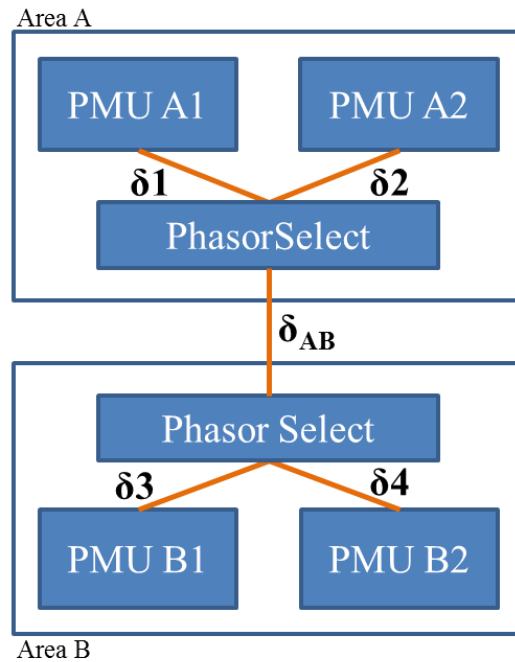 Area A
PMU A1
PMU A2
δ1
δ2
PhasorSelect
δAB
Phasor Select
δ3
δ4
PMU B1
PMU B2
Area B